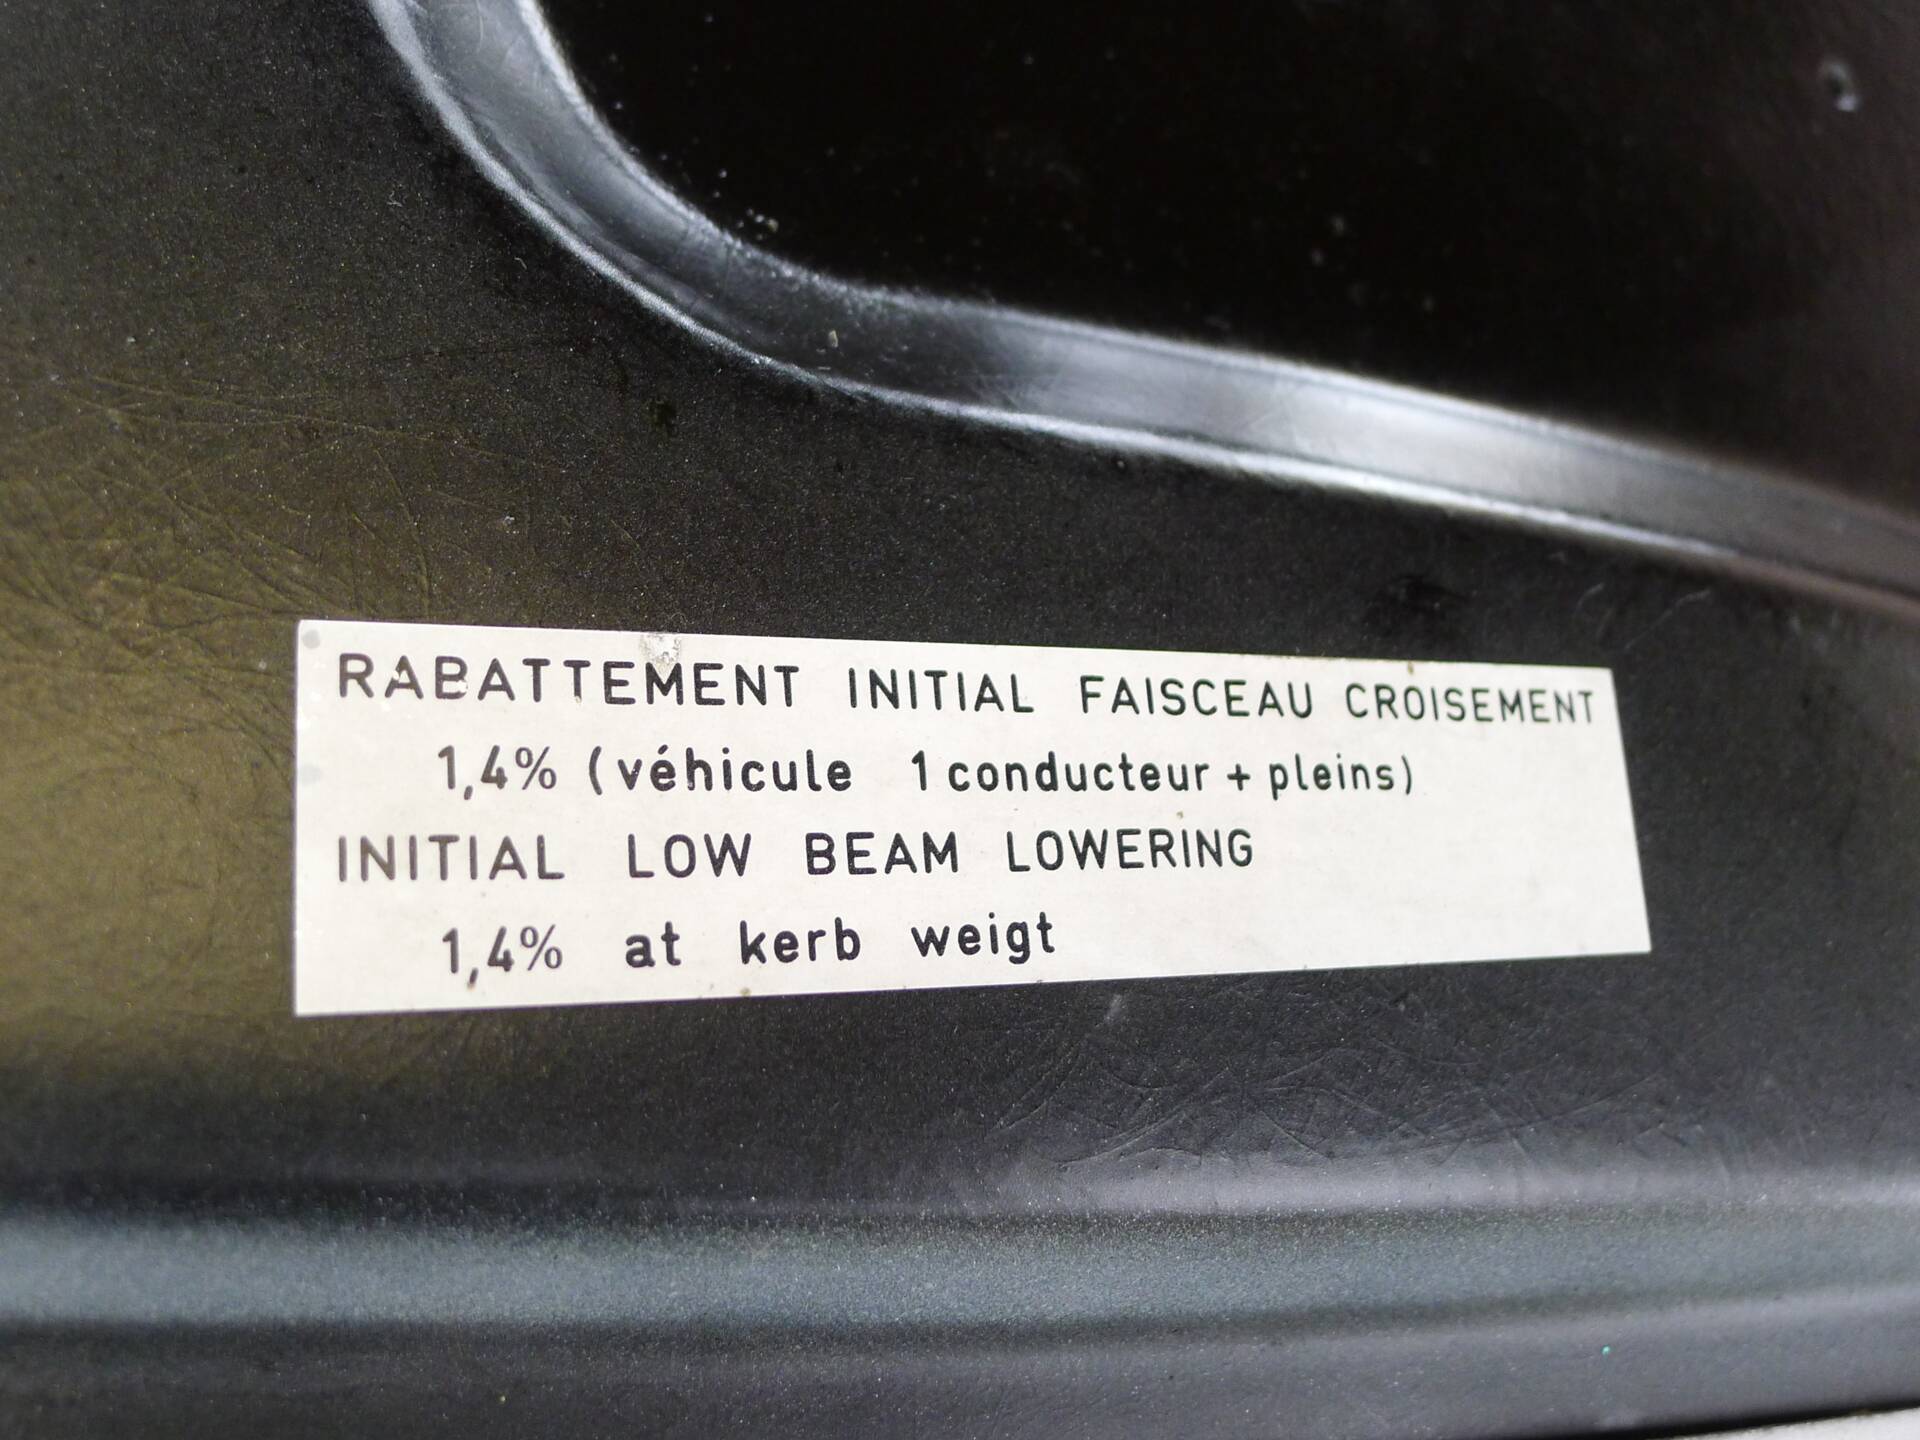 RABATTEMENT INITIAL FAISCEAU CROISEMENT
1,4% (véhicule 1 conducteur + pleins)
INITIAL LOW BEAM LOWERING
1,4% at kerb weigt